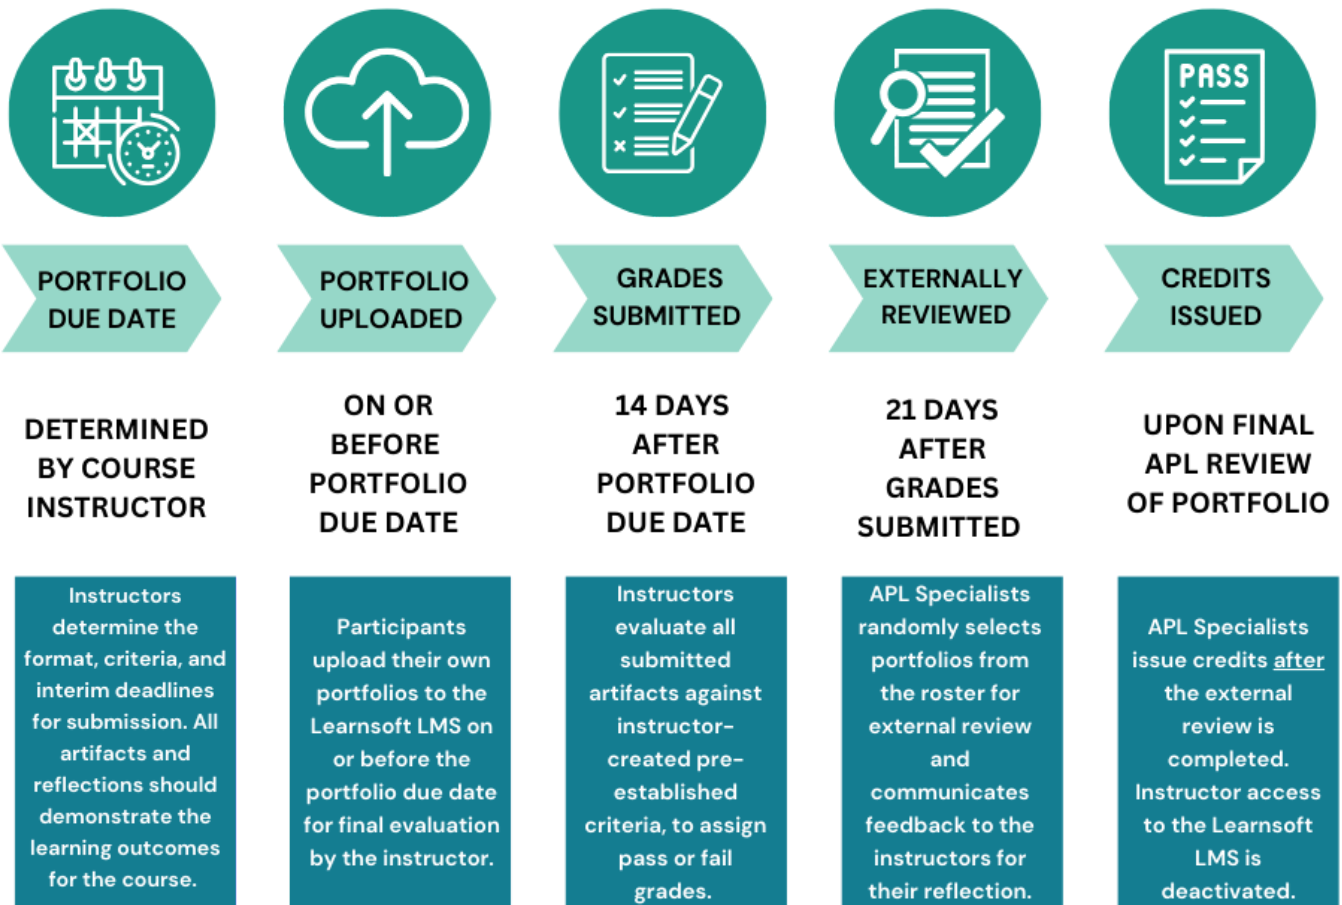 PASS
PORTFOLIO
DUE DATE
PORTFOLIO
UPLOADED
GRADES
SUBMITTED
EXTERNALLY
REVIEWED
CREDITS
ISSUED
DETERMINED
BY COURSE
INSTRUCTOR
ON OR
BEFORE
PORTFOLIO
DUE DATE
14 DAYS
AFTER
PORTFOLIO
DUE DATE
21 DAYS
AFTER
GRADES
SUBMITTED
UPON FINAL
APL REVIEW
OF PORTFOLIO
Instructors
determine the
format, criteria, and
interim deadlines
for submission. All
artifacts and
reflections should
demonstrate the
learning outcomes
for the course.
Participants
upload their own
portfolios to the
Learnsoft LMS on
or before the
portfolio due date
for final evaluation
by the instructor.
Instructors
evaluate all
submitted
artifacts against
instructor-
created pre-
established
criteria, to assign
pass or fail
grades.
APL Specialists
randomly selects
portfolios from
the roster for
external review
and
communicates
feedback to the
instructors for
their reflection.
APL Specialists
issue credits after
the external
review is
completed.
Instructor access
to the Learnsoft
LMS is
deactivated.